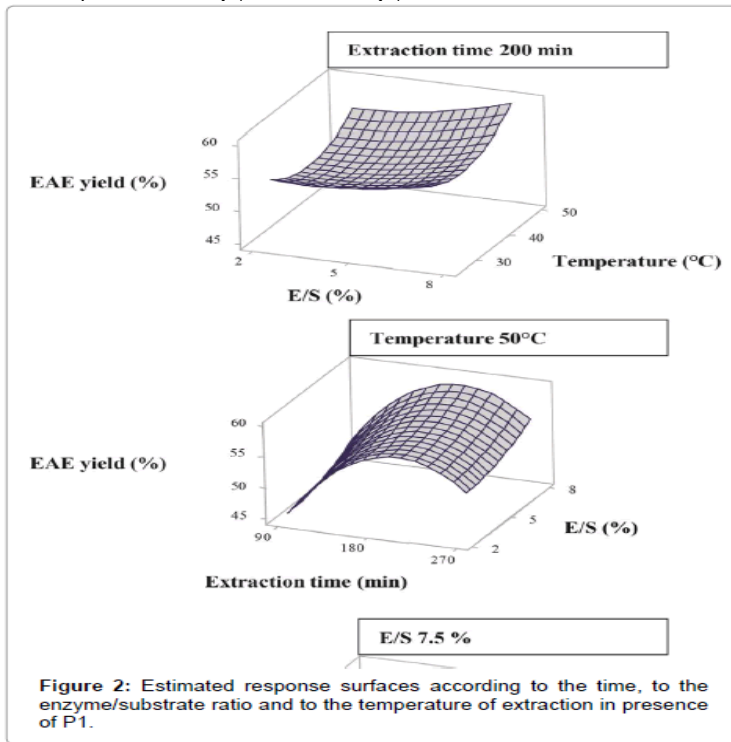 Extraction time 200 min
60
55
50
45
EAE yield (%)
2
5
8
E/S (%)
50
40
30
Temperature (°C)
Temperature 50°C
60
55
50
45
EAE yield (%)
90
180
270
Extraction time (min)
8
5
2
E/S (%)
E/S 7.5 %
Figure 2: Estimated response surfaces according to the time, to the
enzyme/substrate ratio and to the temperature of extraction in presence
of P1.